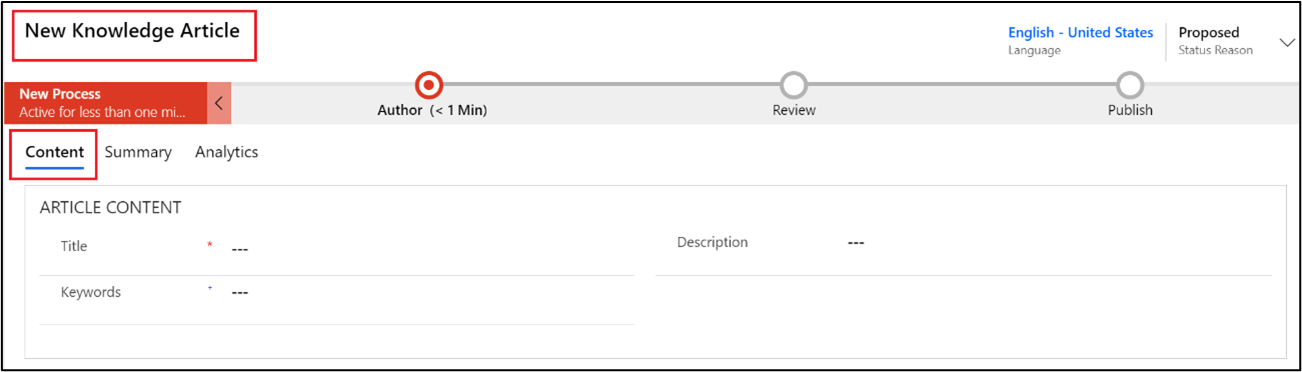 New Knowledge Article
English - United States
Language
Proposed
Status Reason
New Process
Active for less than one mi...
Author (< 1 Min)
Review
Publish
Content Summary Analytics
ARTICLE CONTENT
Title * ---
Description ---
Keywords + ---